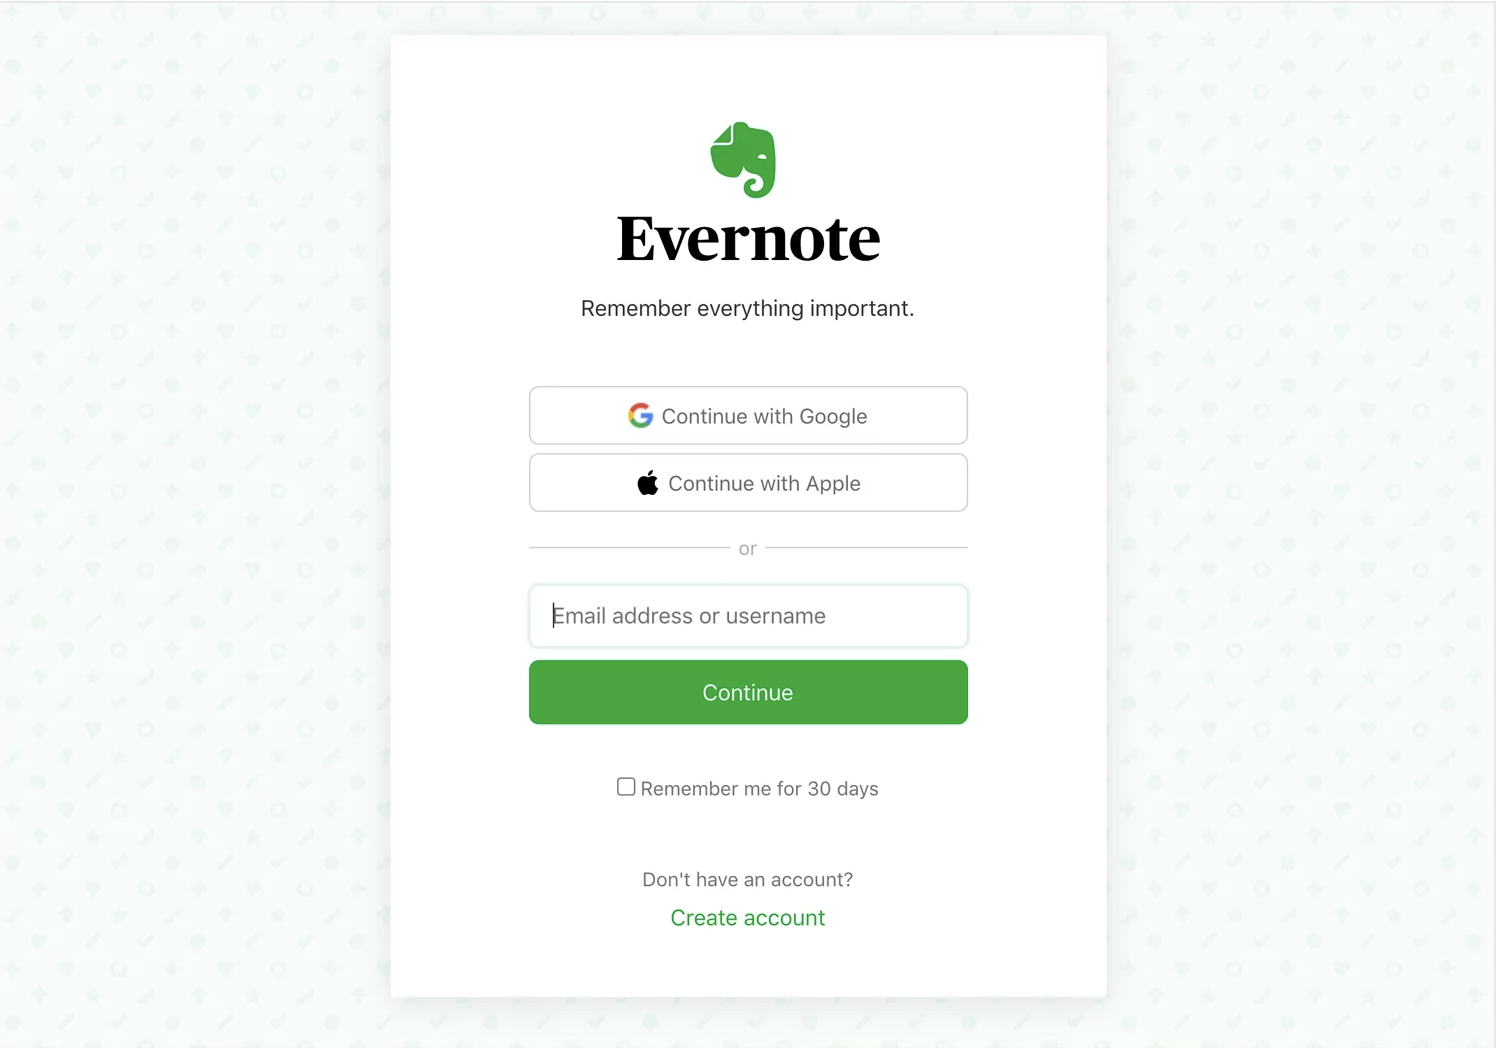 Evernote
Remember everything important.
Continue with Google
Continue with Apple
or
Email address or username
Continue
Remember me for 30 days
Don't have an account?
Create account